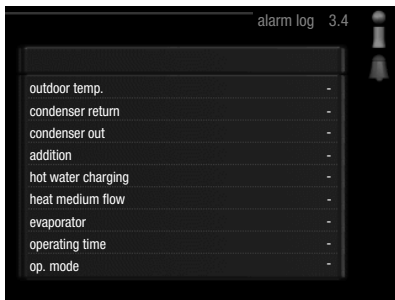 alarm log 3.4
outdoor temp. -
condenser return -
condenser out -
addition -
hot water charging -
heat medium flow -
evaporator -
operating time -
op. mode -